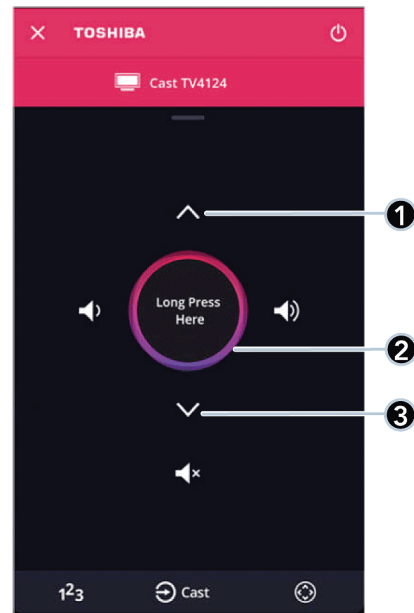 TOSHIBA
Cast TV4124
1
Long Press
Here
2
3
123
Cast